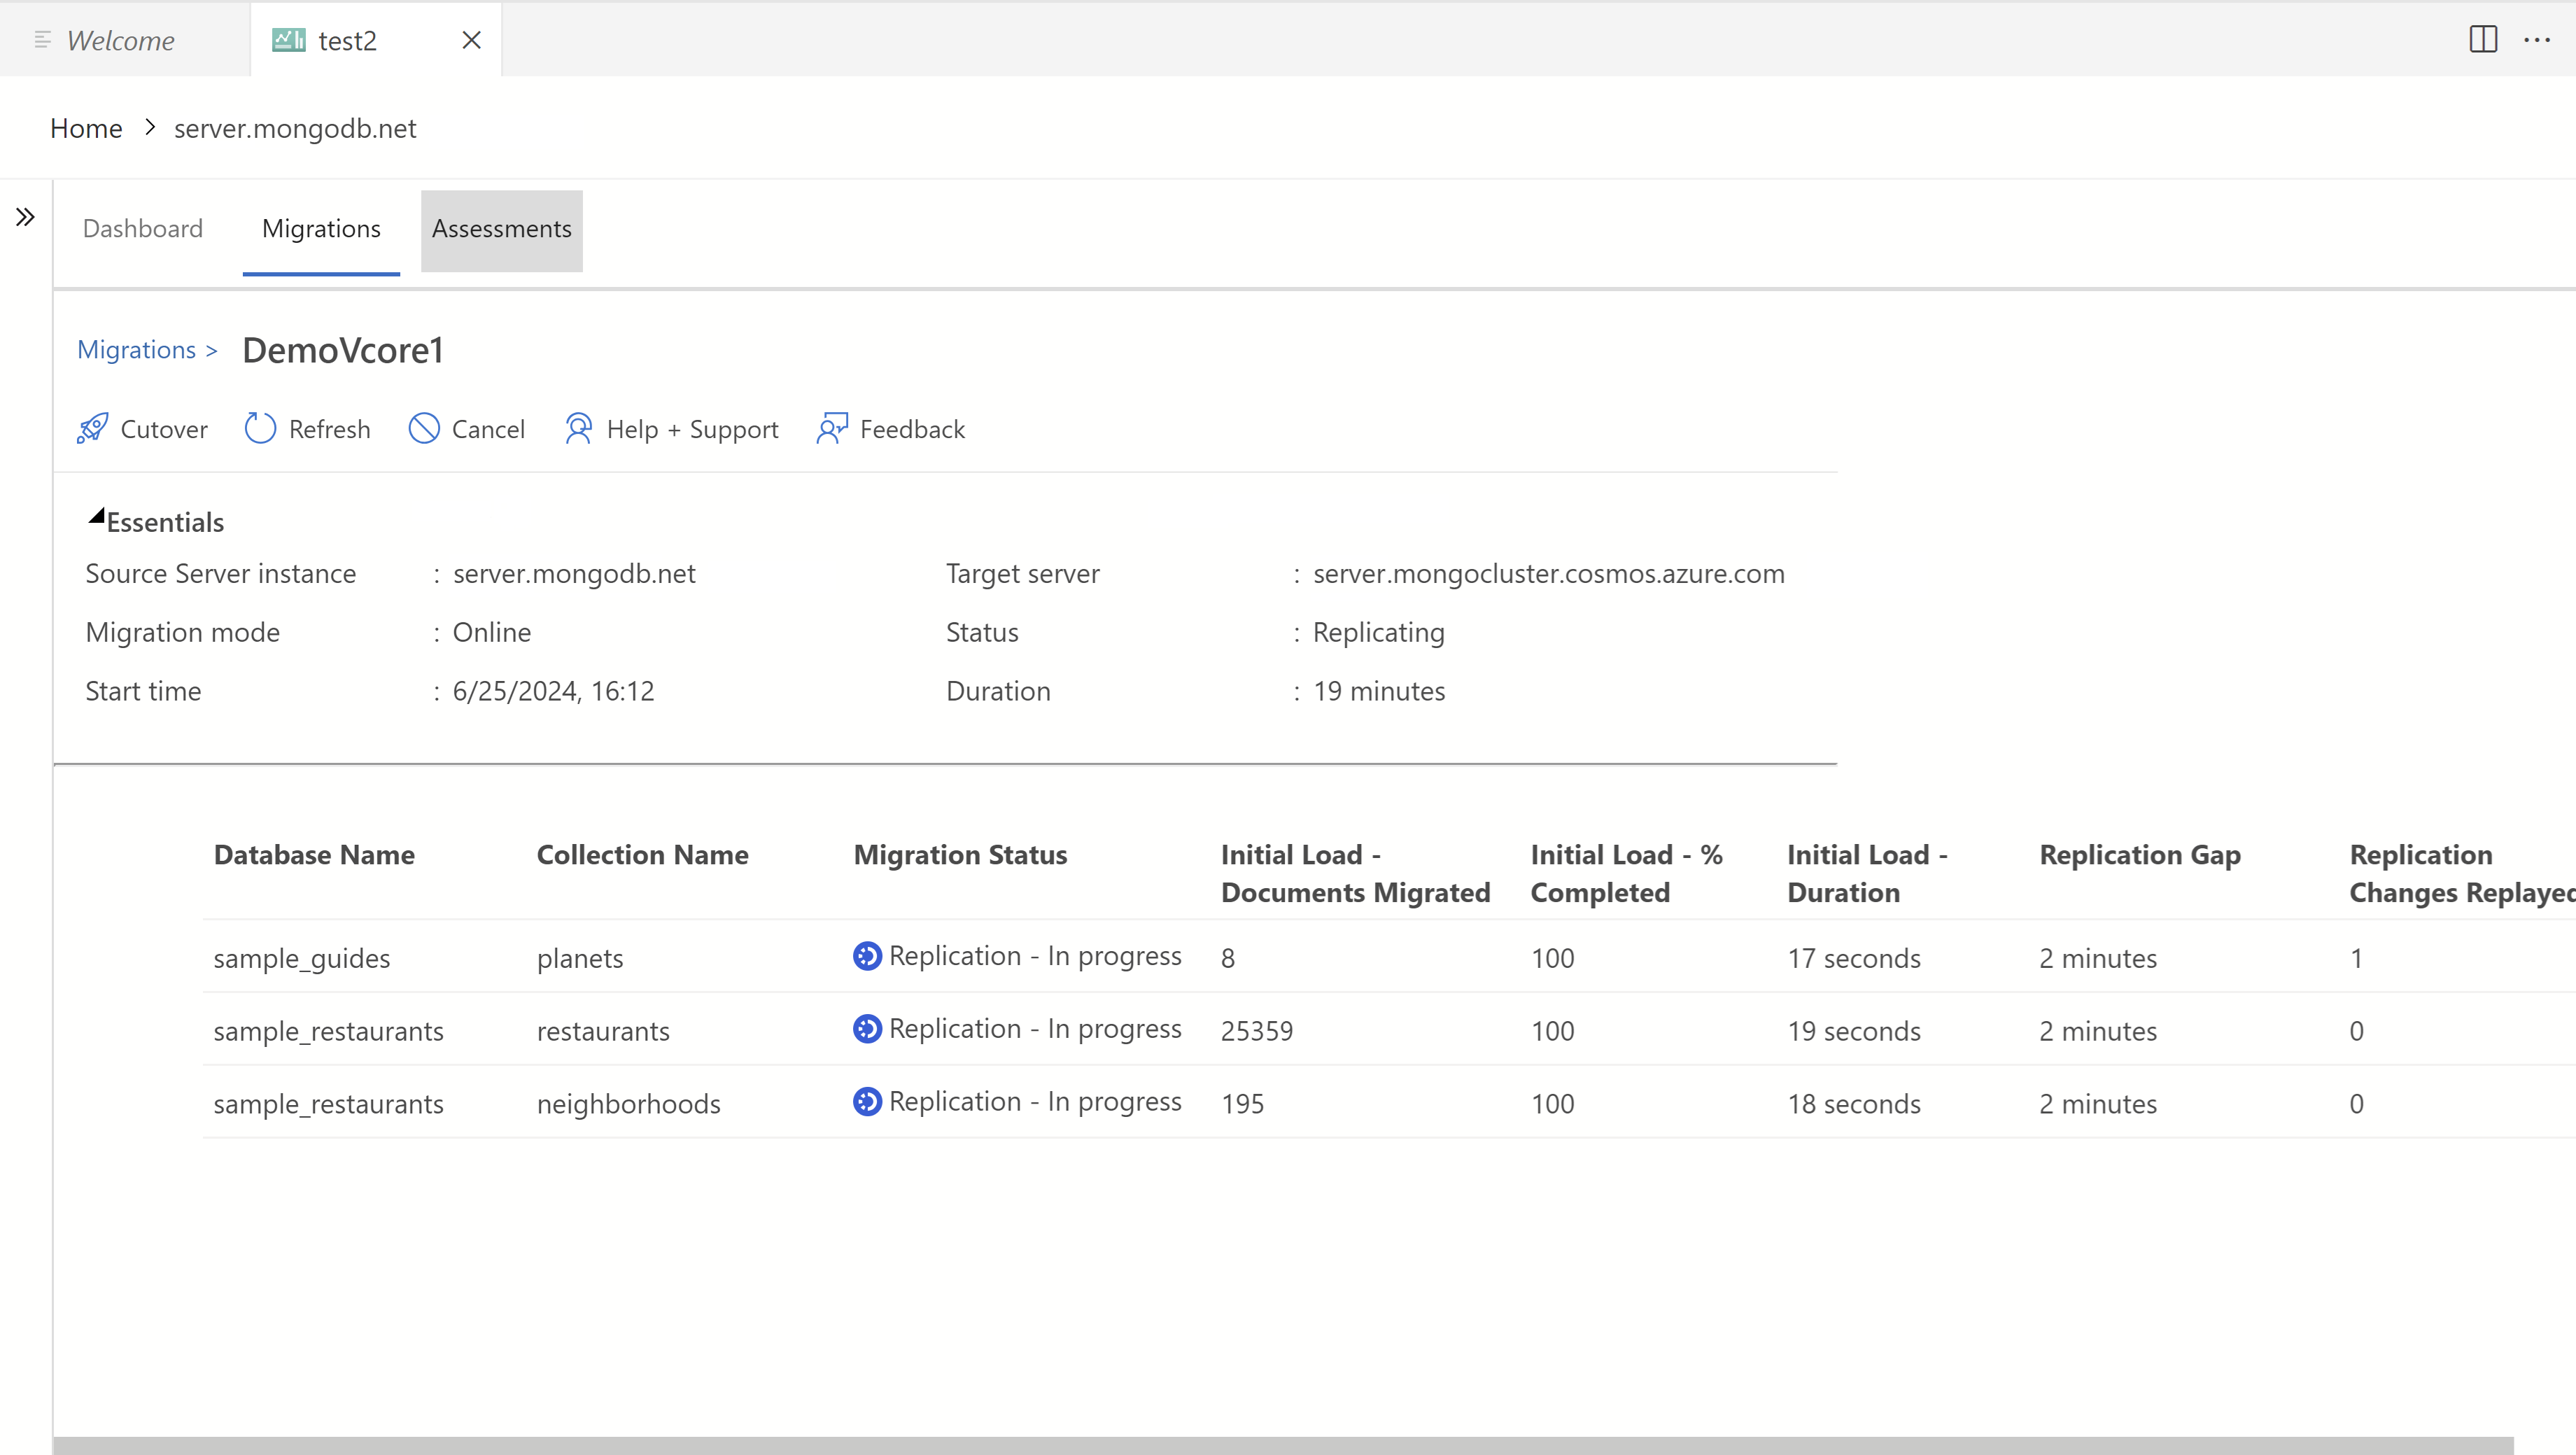 Welcome test2
Home > server.mongodb.net
Dashboard Migrations Assessments
Migrations > DemoVcore1
Cutover Refresh Cancel Help + Support Feedback
Essentials
Source Server instance : server.mongodb.net Target server : server.mongocluster.cosmos.azure.com
Migration mode : Online Status : Replicating
Start time : 6/25/2024, 16:12 Duration : 19 minutes
Database Name Collection Name Migration Status Initial Load - Initial Load - % Initial Load - Replication Gap Replication
Documents Migrated Completed Duration Changes Replayed
sample_guides planets Replication - In progress 8 100 17 seconds 2 minutes 1
sample_restaurants restaurants Replication - In progress 25359 100 19 seconds 2 minutes 0
sample_restaurants neighborhoods Replication - In progress 195 100 18 seconds 2 minutes 0